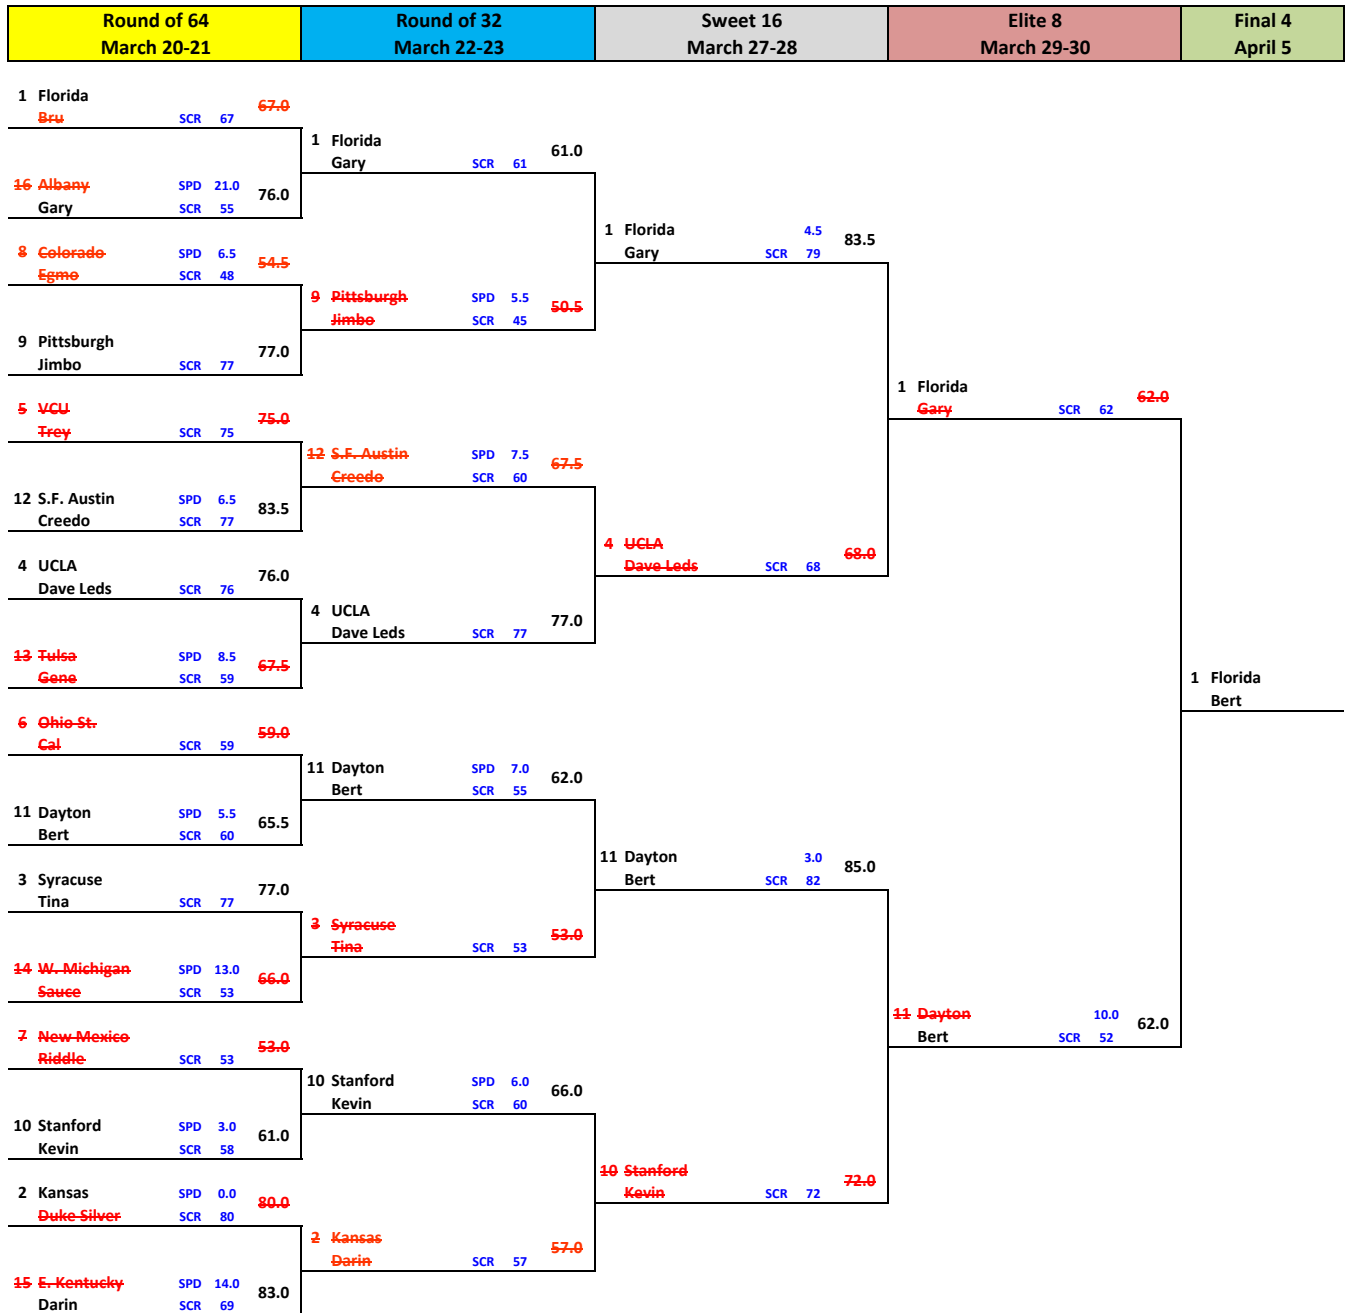 Round of 64
March 20-21
Round of 32
March 22-23
Sweet 16
March 27-28
Elite 8
March 29-30
Final 4
April 5
1 Florida
Bru SCR 67 67.0
16 Albany SPD 21.0
Gary SCR 55 76.0
8 Colorado SPD 6.5
Egmo SCR 48 54.5
9 Pittsburgh
Jimbo SCR 77 77.0
5 VCU
Trey SCR 75 75.0
12 S.F. Austin SPD 6.5
Creedo SCR 77 83.5
4 UCLA
Dave Leds SCR 76 76.0
13 Tulsa SPD 8.5
Gene SCR 59 67.5
6 Ohio St.
Cal SCR 59 59.0
11 Dayton SPD 5.5
Bert SCR 60 65.5
3 Syracuse
Tina SCR 77 77.0
14 W. Michigan SPD 13.0
Sauce SCR 53 66.0
7 New Mexico
Riddle SCR 53 53.0
10 Stanford SPD 3.0
Kevin SCR 58 61.0
2 Kansas SPD 0.0
Duke Silver SCR 80 80.0
15 E. Kentucky SPD 14.0
Darin SCR 69 83.0
1 Florida
Gary SCR 61 61.0
9 Pittsburgh SPD 5.5
Jimbo SCR 45 50.5
12 S.F. Austin SPD 7.5
Creedo SCR 60 67.5
4 UCLA
Dave Leds SCR 77 77.0
11 Dayton SPD 7.0
Bert SCR 55 62.0
3 Syracuse
Tina SCR 53 53.0
10 Stanford SPD 6.0
Kevin SCR 60 66.0
2 Kansas
Darin SCR 57 57.0
1 Florida 4.5
Gary SCR 79 83.5
4 UCLA
Dave Leds SCR 68 68.0
11 Dayton 3.0
Bert SCR 82 85.0
10 Stanford
Kevin SCR 72 72.0
1 Florida
Gary SCR 62 62.0
11 Dayton 10.0
Bert SCR 52 62.0
1 Florida
Bert